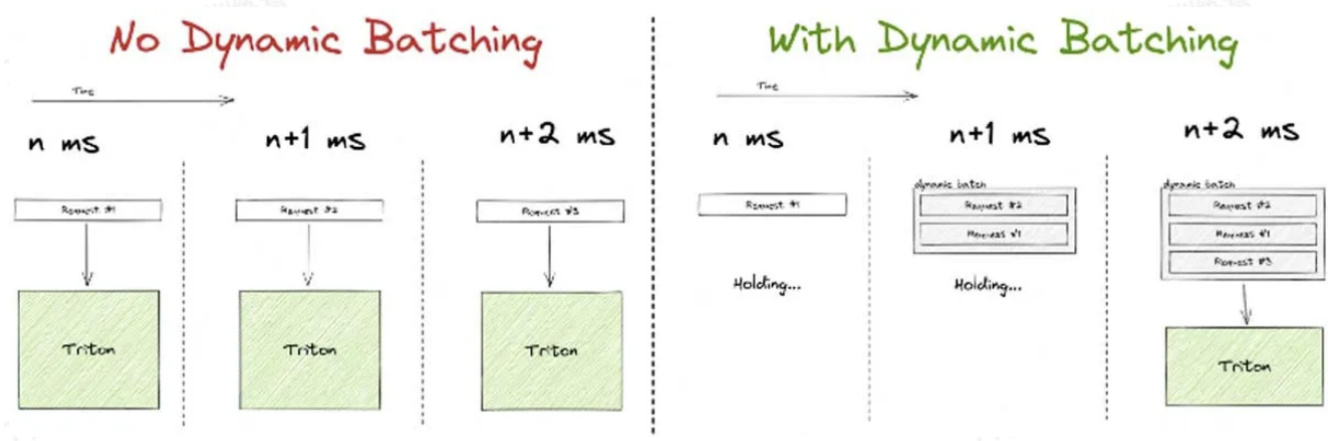 No Dynamic Batching
Time
n ms
n+1 ms
n+2 ms
Request #1
Request #2
Request #3
Triton
Triton
Triton
With Dynamic Batching
Time
n ms
n+1 ms
n+2 ms
Request #1
Holding...
dynamic batch
Request #2
Request #1
Holding...
dynamic batch
Request #2
Request #1
Request #3
Triton